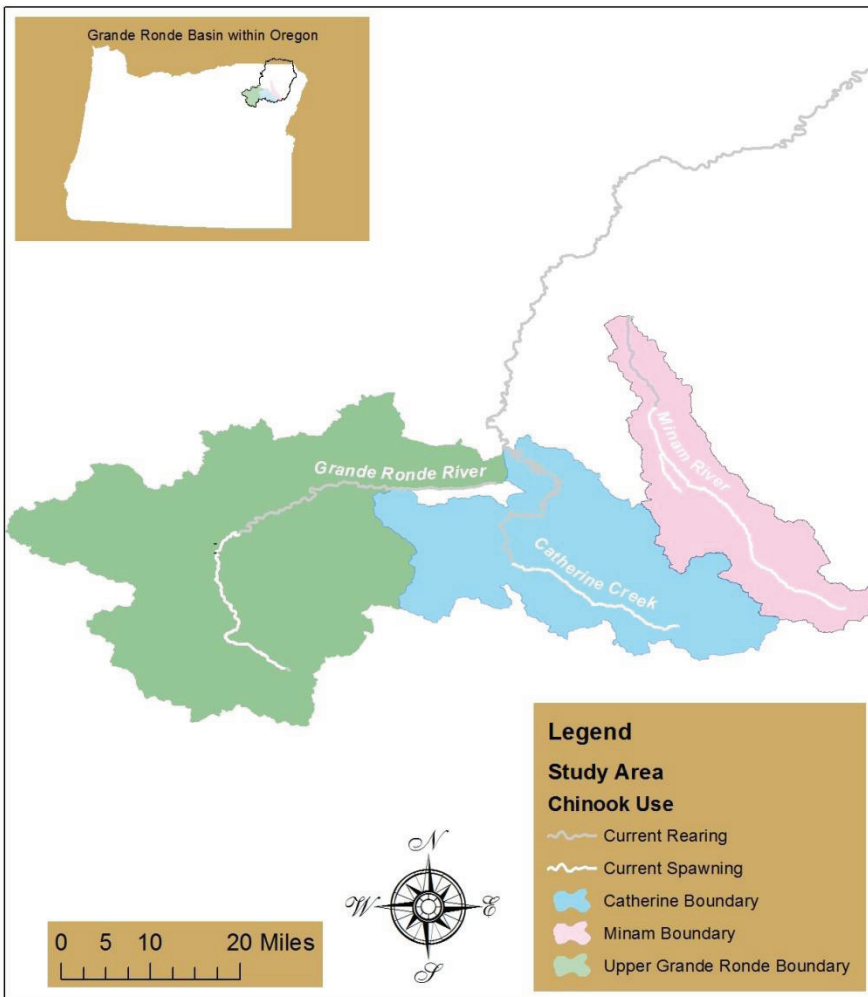 Grande Ronde Basin within Oregon
Minam River
Grande Ronde River
Catherine Creek
Legend
Study Area
Chinook Use
Current Rearing
Current Spawning
Catherine Boundary
Minam Boundary
Upper Grande Ronde Boundary
N
W E
S
0 5 10 20 Miles